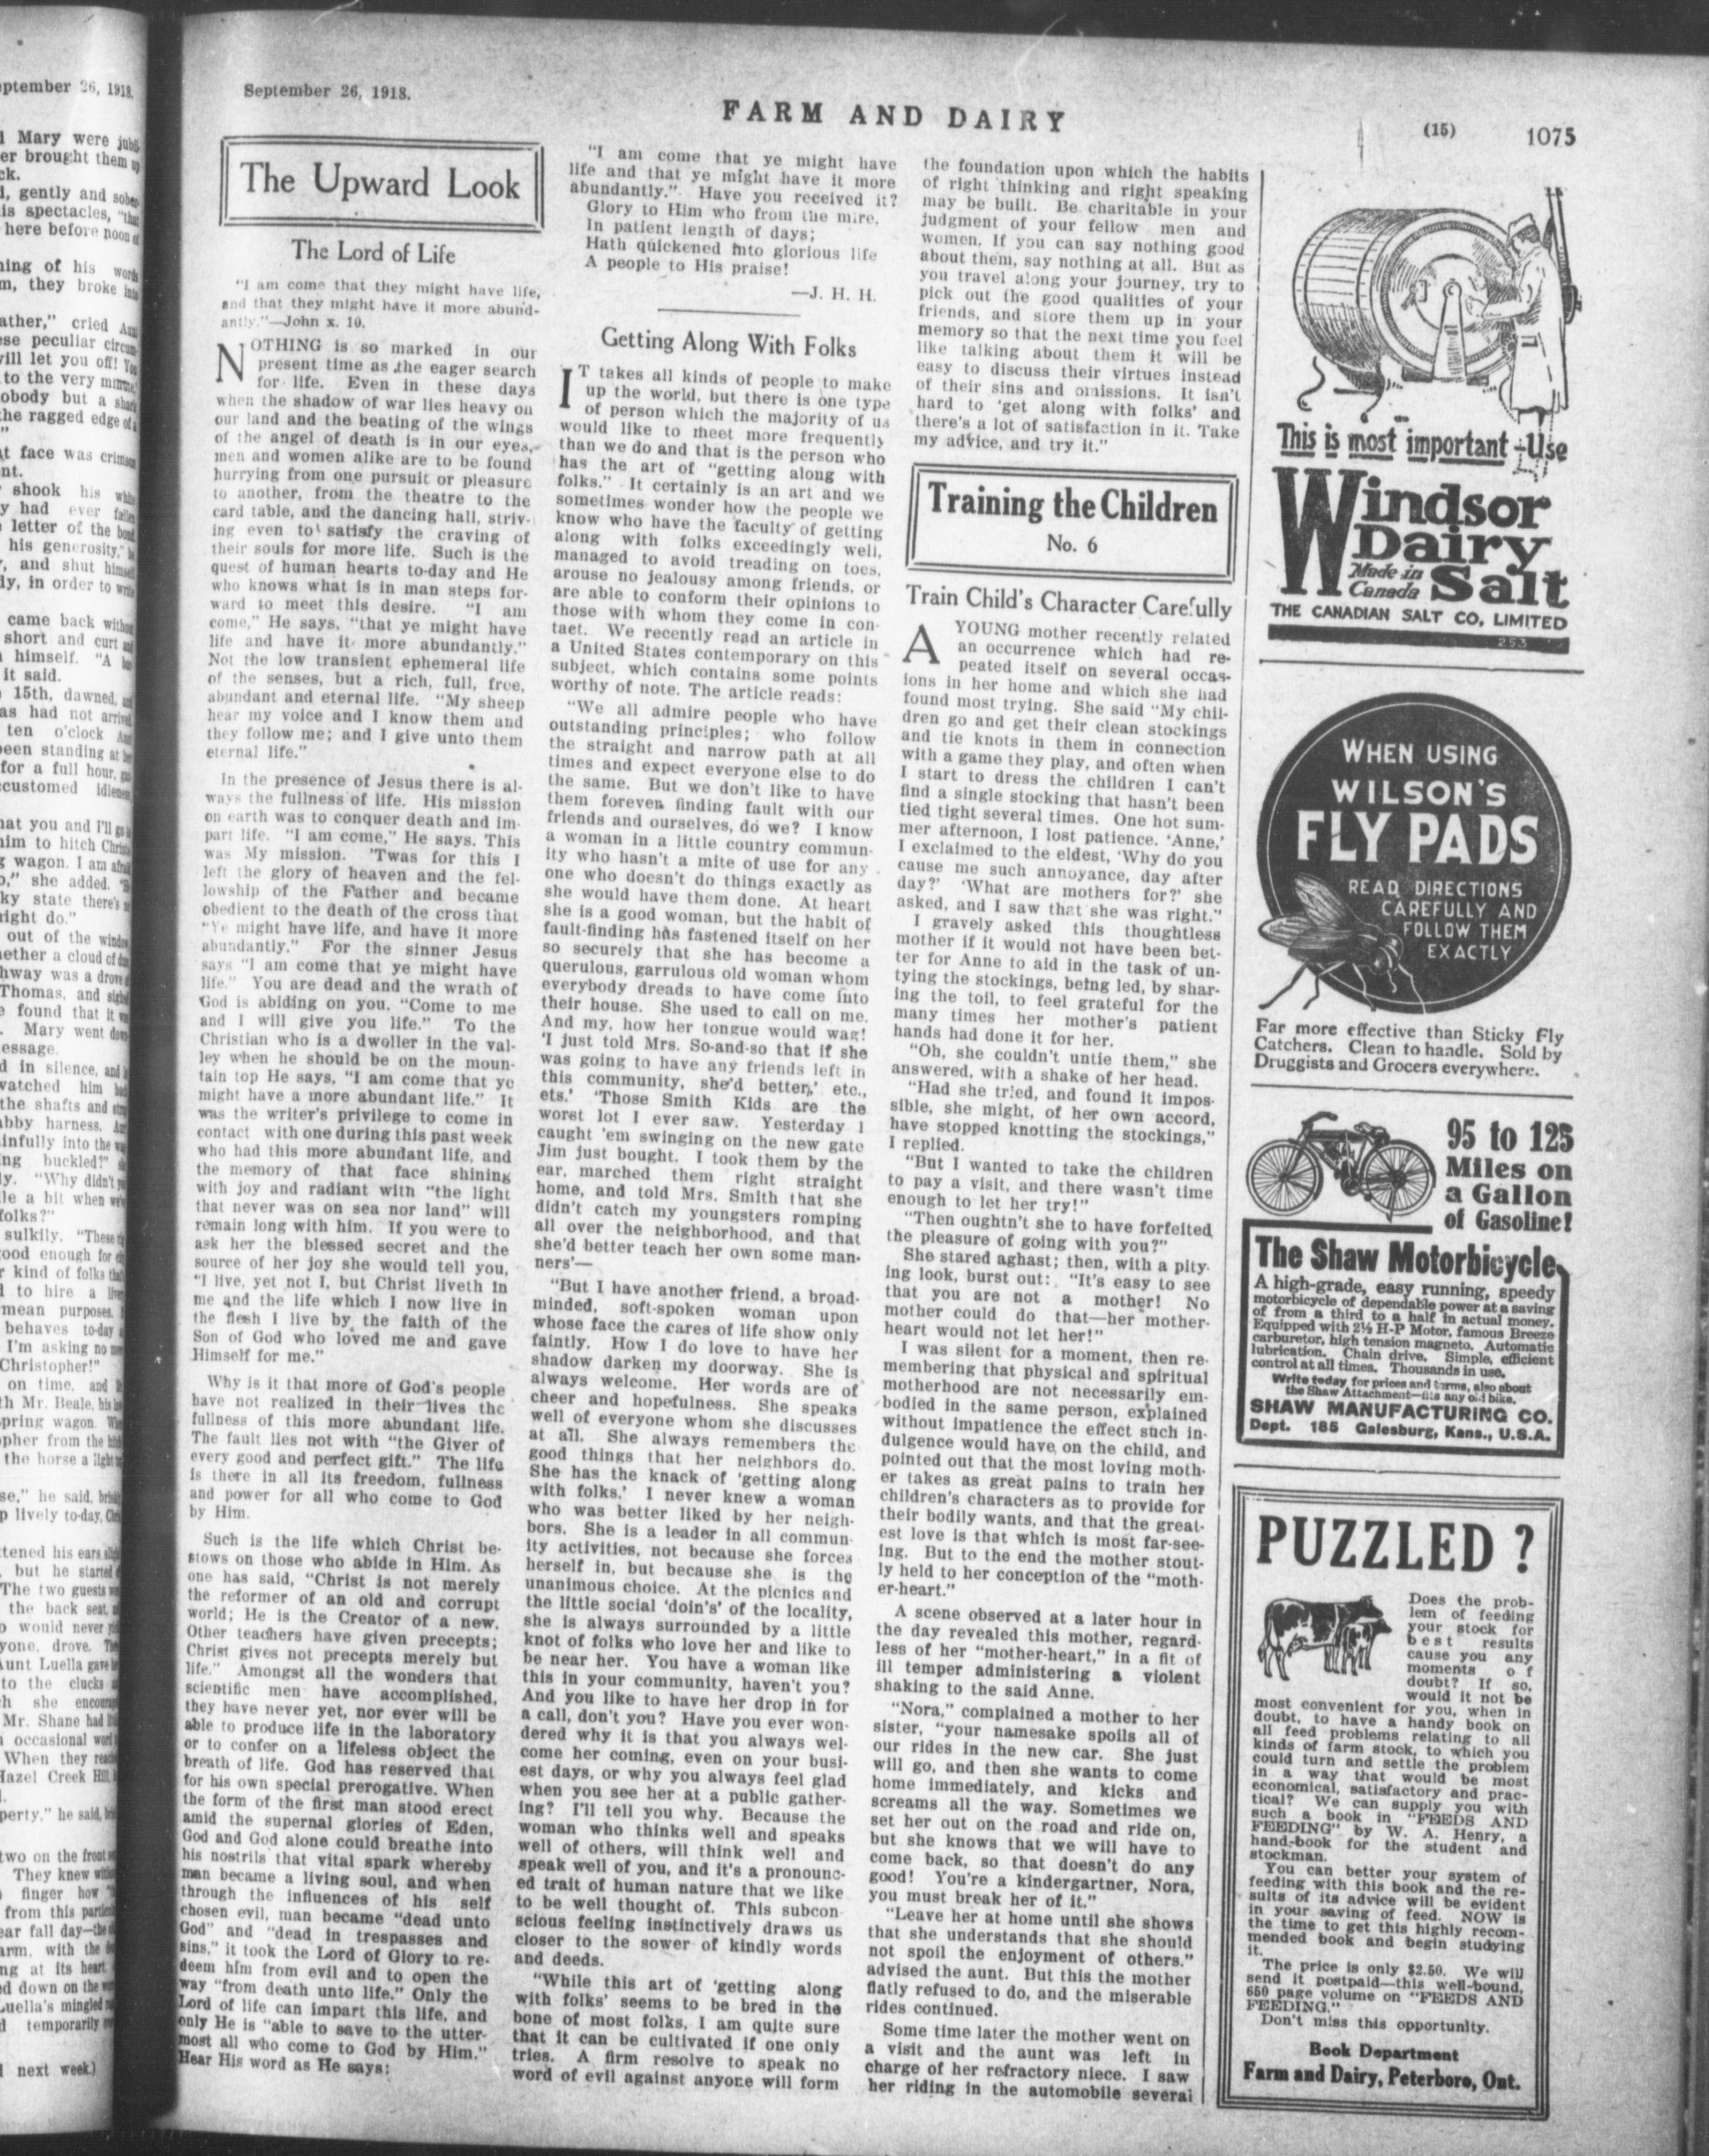 September 26, 1918.
FARM AND DAIRY
(15) 1075
The Upward Look
The Lord of Life
"I am come that they might have life,
and that they might have it more abund-
antly."—John x. 10.
NOTHING is so marked in our
present time as the eager search
for life. Even in these days
when the shadow of war lies heavy on
our land and the beating of the wings
of the angel of death is in our eyes,
men and women alike are to be found
hurrying from one pursuit or pleasure
to another, from the theatre to the
card table, and the dancing hall, striv-
ing even to satisfy the craving of
their souls for more life. Such is the
quest of human hearts to-day and He
who knows what is in man steps for-
ward to meet this desire. "I am
come," He says, "that ye might have
life and have it more abundantly."
Not the low transient ephemeral life
of the senses, but a rich, full, free,
abundant and eternal life. "My sheep
hear my voice and I know them and
they follow me; and I give unto them
eternal life."
In the presence of Jesus there is al-
ways the fullness of life. His mission
on earth was to conquer death and im-
part life. "I am come," He says. This
was My mission. 'Twas for this I
left the glory of heaven and the fel-
lowship of the Father and became
obedient to the death of the cross that
"Ye might have life, and have it more
abundantly." For the sinner Jesus
says "I am come that ye might have
life." You are dead and the wrath of
God is abiding on you. "Come to me
and I will give you life." To the
Christian who is a dweller in the val-
ley when he should be on the moun-
tain top He says, "I am come that ye
might have a more abundant life." It
was the writer's privilege to come in
contact with one during this past week
who had this more abundant life, and
the memory of that face shining
with joy and radiant with "the light
that never was on sea nor land" will
remain long with him. If you were to
ask her the blessed secret and the
source of her joy she would tell you,
"I live, yet not I, but Christ liveth in
me and the life which I now live in
the flesh I live by the faith of the
Son of God who loved me and gave
Himself for me."
Why is it that more of God's people
have not realized in their lives the
fullness of this more abundant life.
The fault lies not with "the Giver of
every good and perfect gift." The life
is there in all its freedom, fullness
and power for all who come to God
by Him.
Such is the life which Christ be-
stows on those who abide in Him. As
one has said, "Christ is not merely
the reformer of an old and corrupt
world; He is the Creator of a new.
Other teachers have given precepts;
Christ gives not precepts merely but
life." Amongst all the wonders that
scientific men have accomplished,
they have never yet, nor ever will be
able to produce life in the laboratory
or to confer on a lifeless object the
breath of life. God has reserved that
for his own special prerogative. When
the form of the first man stood erect
amid the supernal glories of Eden,
God and God alone could breathe into
his nostrils that vital spark whereby
man became a living soul, and when
through the influences of his self
chosen evil, man became "dead unto
God" and "dead in trespasses and
sins," it took the Lord of Glory to re-
deem him from evil and to open the
way "from death unto life." Only the
Lord of life can impart this life, and
only He is "able to save to the utter-
most all who come to God by Him."
Hear His word as He says:
"I am come that ye might have
life and that ye might have it more
abundantly." Have you received it?
Glory to Him who from the mire,
In patient length of days;
Hath quickened into glorious life
A people to His praise!
—J. H. H.
Getting Along With Folks
IT takes all kinds of people to make
up the world, but there is one type
of person which the majority of us
would like to meet more frequently
than we do and that is the person who
has the art of "getting along with
folks." It certainly is an art and we
sometimes wonder how the people we
know who have the faculty of getting
along with folks exceedingly well,
managed to avoid treading on toes,
arouse no jealousy among friends, or
are able to conform their opinions to
those with whom they come in con-
tact. We recently read an article in
a United States contemporary on this
subject, which contains some points
worthy of note. The article reads:
"We all admire people who have
outstanding principles; who follow
the straight and narrow path at all
times and expect everyone else to do
the same. But we don't like to have
them forever finding fault with our
friends and ourselves, do we? I know
a woman in a little country commun-
ity who hasn't a mite of use for any
one who doesn't do things exactly as
she would have them done. At heart
she is a good woman, but the habit of
fault-finding has fastened itself on her
so securely that she has become a
querulous, garrulous old woman whom
everybody dreads to have come into
their house. She used to call on me.
And my, how her tongue would wag!
'I just told Mrs. So-and-so that if she
was going to have any friends left in
this community, she'd better,' etc.,
ets.' 'Those Smith Kids are the
worst lot I ever saw. Yesterday I
caught 'em swinging on the new gate
Jim just bought. I took them by the
ear, marched them right straight
home, and told Mrs. Smith that she
didn't catch my youngsters romping
all over the neighborhood, and that
she'd better teach her own some man-
ners'—
"But I have another friend, a broad-
minded, soft-spoken woman upon
whose face the cares of life show only
faintly. How I do love to have her
shadow darken my doorway. She is
always welcome. Her words are of
cheer and hopefulness. She speaks
well of everyone whom she discusses
at all. She always remembers the
good things that her neighbors do.
She has the knack of 'getting along
with folks.' I never knew a woman
who was better liked by her neigh-
bors. She is a leader in all commun-
ity activities, not because she forces
herself in, but because she is the
unanimous choice. At the picnics and
the little social 'doin's' of the locality,
she is always surrounded by a little
knot of folks who love her and like to
be near her. You have a woman like
this in your community, haven't you?
And you like to have her drop in for
a call, don't you? Have you ever won-
dered why it is that you always wel-
come her coming, even on your busi-
est days, or why you always feel glad
when you see her at a public gather-
ing? I'll tell you why. Because the
woman who thinks well and speaks
well of others, will think well and
speak well of you, and it's a pronounc-
ed trait of human nature that we like
to be well thought of. This subcon-
scious feeling instinctively draws us
closer to the sower of kindly words
and deeds.
"While this art of 'getting along
with folks' seems to be bred in the
bone of most folks, I am quite sure
that it can be cultivated if one only
tries. A firm resolve to speak no
word of evil against anyone will form
the foundation upon which the habits
of right thinking and right speaking
may be built. Be charitable in your
judgment of your fellow men and
women. If you can say nothing good
about them, say nothing at all. But as
you travel along your journey, try to
pick out the good qualities of your
friends, and store them up in your
memory so that the next time you feel
like talking about them it will be
easy to discuss their virtues instead
of their sins and omissions. It isn't
hard to 'get along with folks' and
there's a lot of satisfaction in it. Take
my advice, and try it."
Training the Children
No. 6
Train Child's Character Carefully
A YOUNG mother recently related
an occurrence which had re-
peated itself on several occas-
ions in her home and which she had
found most trying. She said "My chil-
dren go and get their clean stockings
and tie knots in them in connection
with a game they play, and often when
I start to dress the children I can't
find a single stocking that hasn't been
tied tight several times. One hot sum-
mer afternoon, I lost patience. 'Anne,'
I exclaimed to the eldest, 'Why do you
cause me such annoyance, day after
day?' 'What are mothers for?' she
asked, and I saw that she was right."
I gravely asked this thoughtless
mother if it would not have been bet-
ter for Anne to aid in the task of un-
tying the stockings, being led, by shar-
ing the toil, to feel grateful for the
many times her mother's patient
hands had done it for her.
"Oh, she couldn't untie them," she
answered, with a shake of her head.
"Had she tried, and found it impos-
sible, she might, of her own accord,
have stopped knotting the stockings,"
I replied.
"But I wanted to take the children
to pay a visit, and there wasn't time
enough to let her try!"
"Then oughtn't she to have forfeited
the pleasure of going with you?"
She stared aghast; then, with a pity-
ing look, burst out: "It's easy to see
that you are not a mother! No
mother could do that—her mother-
heart would not let her!"
I was silent for a moment, then re-
membering that physical and spiritual
motherhood are not necessarily em-
bodied in the same person, explained
without impatience the effect such in-
dulgence would have on the child, and
pointed out that the most loving moth-
er takes as great pains to train her
children's characters as to provide for
their bodily wants, and that the great-
est love is that which is most far-see-
ing. But to the end the mother stout-
ly held to her conception of the "moth-
er-heart."
A scene observed at a later hour in
the day revealed this mother, regard-
less of her "mother-heart," in a fit of
ill temper administering a violent
shaking to the said Anne.
"Nora," complained a mother to her
sister, "your namesake spoils all of
our rides in the new car. She just
will go, and then she wants to come
home immediately, and kicks and
screams all the way. Sometimes we
set her out on the road and ride on,
but she knows that we will have to
come back, so that doesn't do any
good! You're a kindergartner, Nora,
you must break her of it."
"Leave her at home until she shows
that she understands that she should
not spoil the enjoyment of others."
advised the aunt. But this the mother
flatly refused to do, and the miserable
rides continued.
Some time later the mother went on
a visit and the aunt was left in
charge of her refractory niece. I saw
her riding in the automobile several
This is most important - Use
Windsor
Dairy
Made in
Canada
Salt
THE CANADIAN SALT CO, LIMITED
253
WHEN USING
WILSON'S
FLY PADS
READ DIRECTIONS
CAREFULLY AND
FOLLOW THEM
EXACTLY
Far more effective than Sticky Fly
Catchers. Clean to handle. Sold by
Druggists and Grocers everywhere.
95 to 125
Miles on
a Gallon
of Gasoline!
The Shaw Motorbicycle
A high-grade, easy running, speedy
motorbicycle of dependable power at a saving
of from a third to a half in actual money.
Equipped with 2½ H-P Motor, famous Breeze
carburetor, high tension magneto. Automatic
lubrication. Chain drive. Simple, efficient
control at all times. Thousands in use.
Write today for prices and terms, also about
the Shaw Attachment—fits any old bike.
SHAW MANUFACTURING CO.
Dept. 185 Galesburg, Kans., U.S.A.
PUZZLED?
Does the prob-
lem of feeding
your stock for
best results
cause you any
moments of
doubt? If so,
would it not be
most convenient for you, when in
doubt, to have a handy book on
all feed problems relating to all
kinds of farm stock, to which you
could turn and settle the problem
in a way that would be most
economical, satisfactory and prac-
tical? We can supply you with
such a book in "FEEDS AND
FEEDING" by W. A. Henry, a
hand-book for the student and
stockman.
You can better your system of
feeding with this book and the re-
sults of its advice will be evident
in your saving of feed. NOW is
the time to get this highly recom-
mended book and begin studying
it.
The price is only $2.50. We will
send it postpaid—this well-bound,
650 page volume on "FEEDS AND
FEEDING."
Don't miss this opportunity.
Book Department
Farm and Dairy, Peterboro, Ont.